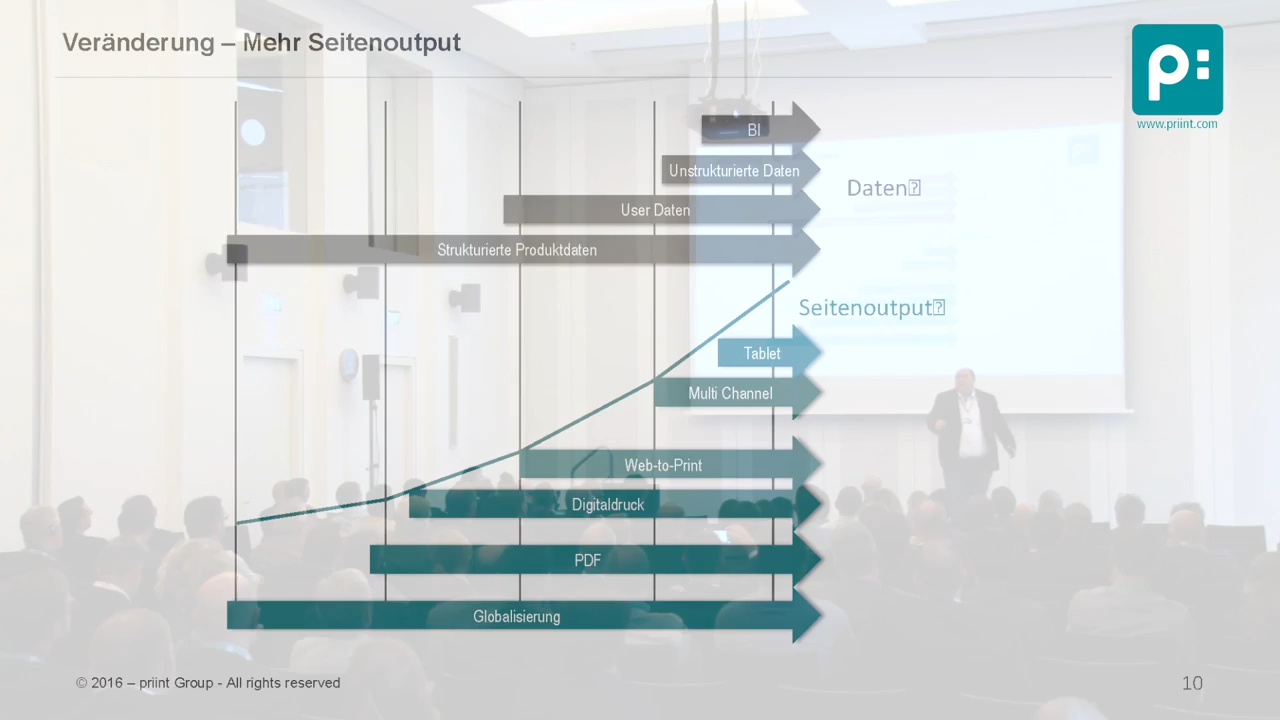 Veränderung – Mehr Seitenoutput
p:
www.priint.com
BI
Unstrukturierte Daten
Daten
User Daten
Strukturierte Produktdaten
Seitenoutput
Tablet
Multi Channel
Web-to-Print
Digitaldruck
PDF
Globalisierung
© 2016 – priint Group - All rights reserved
10